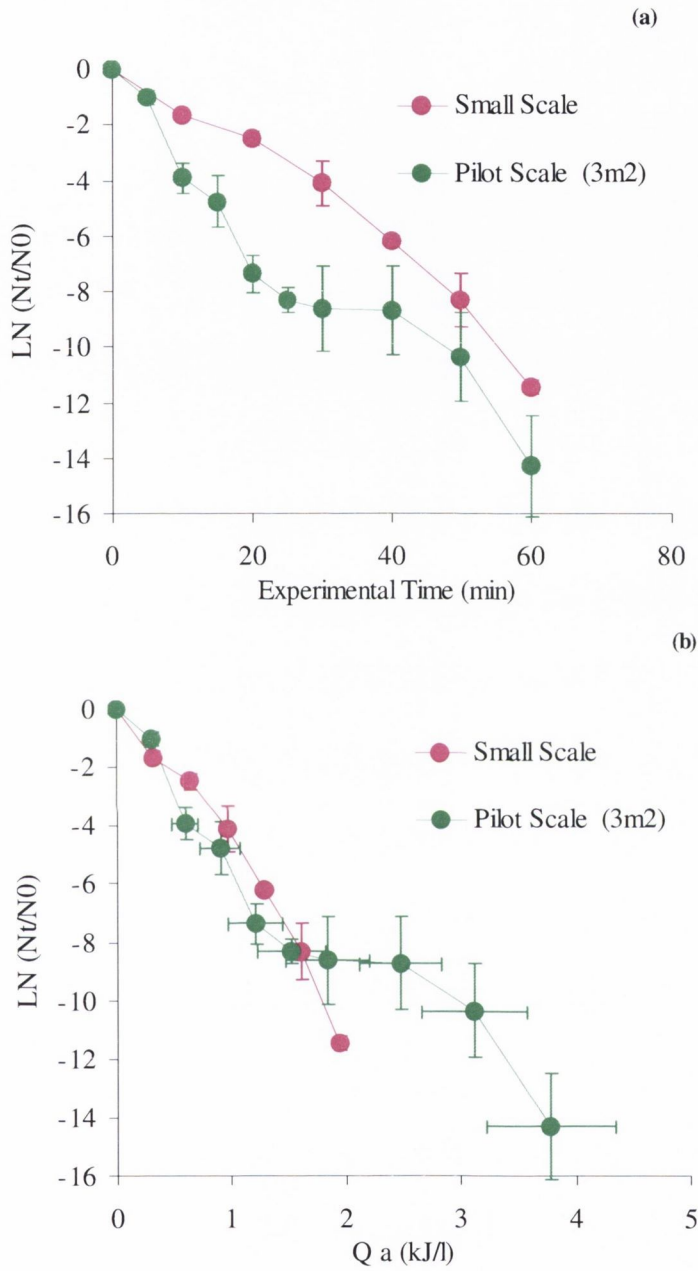 (a)
0
-2
-4
-6
-8
-10
-12
-14
-16
LN (Nt/N0)
Small Scale
Pilot Scale (3m2)
0 20 40 60 80
Experimental Time (min)
(b)
0
-2
-4
-6
-8
-10
-12
-14
-16
LN (Nt/N0)
Small Scale
Pilot Scale (3m2)
0 1 2 3 4 5
Q a (kJ/l)